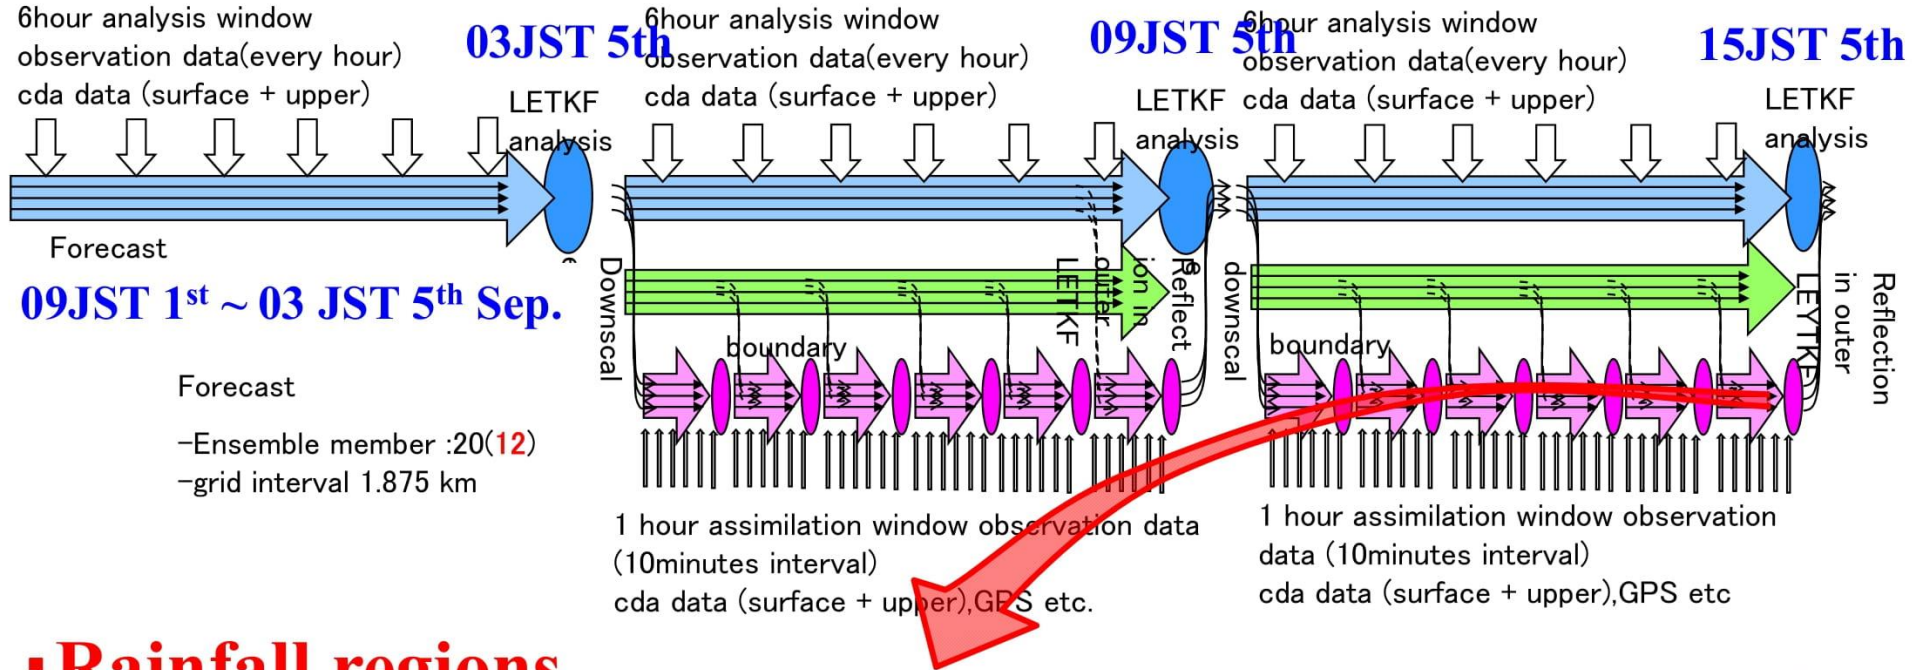 6hour analysis window
observation data(every hour)
cda data (surface + upper)
03JST 5th
LETKF
analysis
6hour analysis window
observation data(every hour)
cda data (surface + upper)
09JST 5th
LETKF
analysis
6hour analysis window
observation data(every hour)
cda data (surface + upper)
15JST 5th
LETKF
analysis
Forecast
09JST 1st ~ 03 JST 5th Sep.
Forecast
-Ensemble member :20(12)
-grid interval 1.875 km
Downscal
e
boundary
LETKF
Reflect
ion in
outer
downscal
e
boundary
LEYTKF
Reflection
in outer
1 hour assimilation window observation data
(10minutes interval)
cda data (surface + upper),GPS etc.
1 hour assimilation window observation
data (10minutes interval)
cda data (surface + upper),GPS etc
Rainfall regions